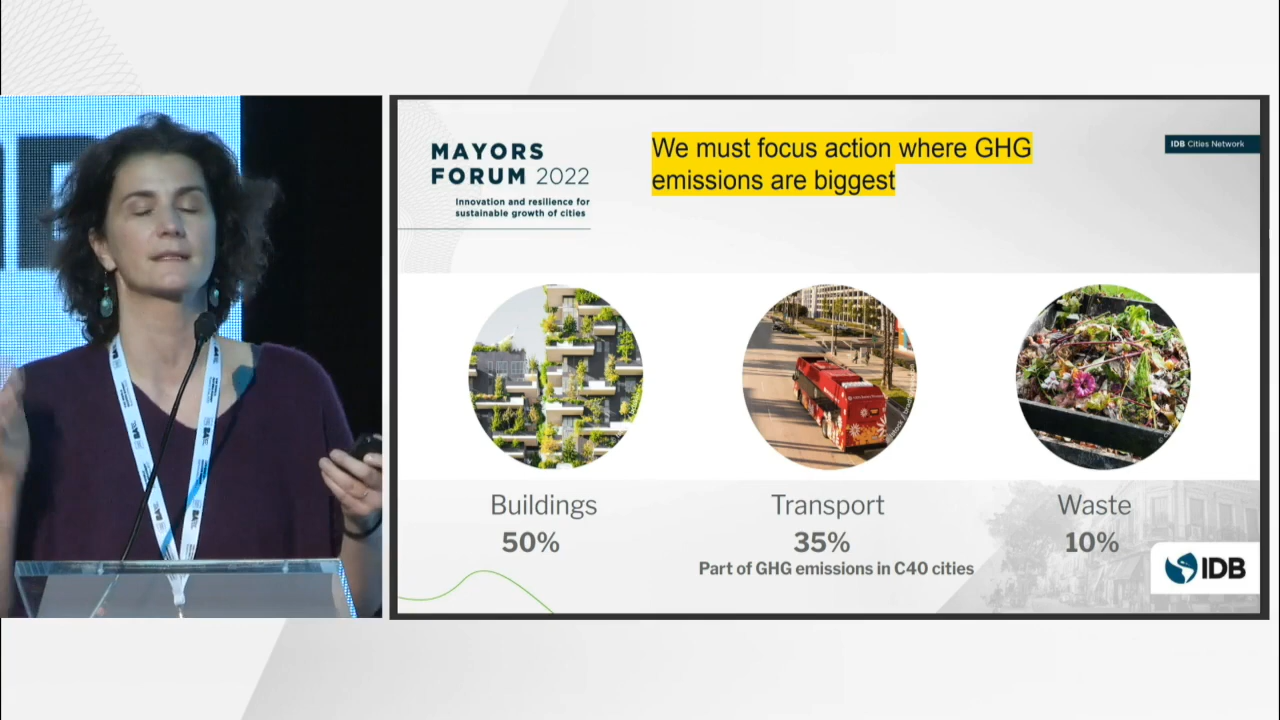 MAYORS
FORUM 2022
Innovation and resilience for
sustainable growth of cities
We must focus action where GHG
emissions are biggest
IDB Cities Network
Buildings
50%
Transport
35%
Waste
10%
Part of GHG emissions in C40 cities
IDB